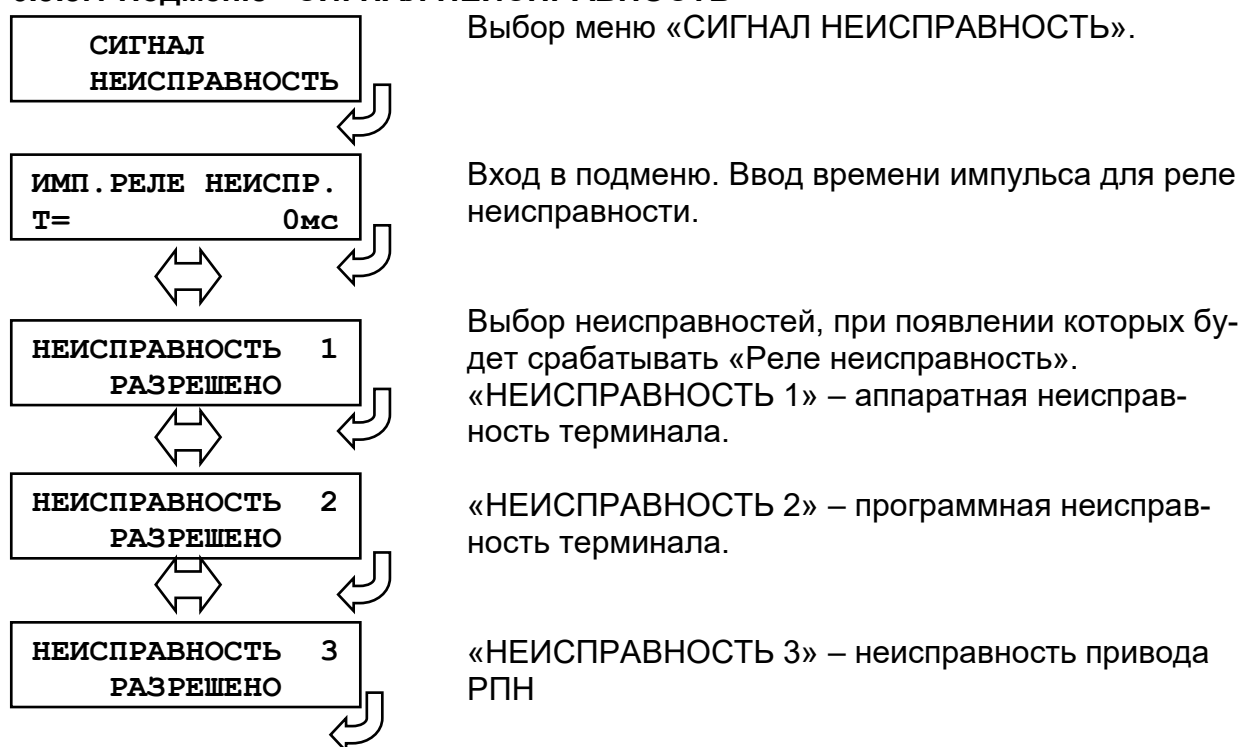 СИГНАЛ
НЕИСПРАВНОСТЬ
Выбор меню «СИГНАЛ НЕИСПРАВНОСТЬ».
ИМП.РЕЛЕ НЕИСПР.
Т= 0мс
Вход в подменю. Ввод времени импульса для реле
неисправности.
НЕИСПРАВНОСТЬ 1
РАЗРЕШЕНО
Выбор неисправностей, при появлении которых бу-
дет срабатывать «Реле неисправность».
«НЕИСПРАВНОСТЬ 1» – аппаратная неисправ-
ность терминала.
НЕИСПРАВНОСТЬ 2
РАЗРЕШЕНО
«НЕИСПРАВНОСТЬ 2» – программная неисправ-
ность терминала.
НЕИСПРАВНОСТЬ 3
РАЗРЕШЕНО
«НЕИСПРАВНОСТЬ 3» – неисправность привода
РПН